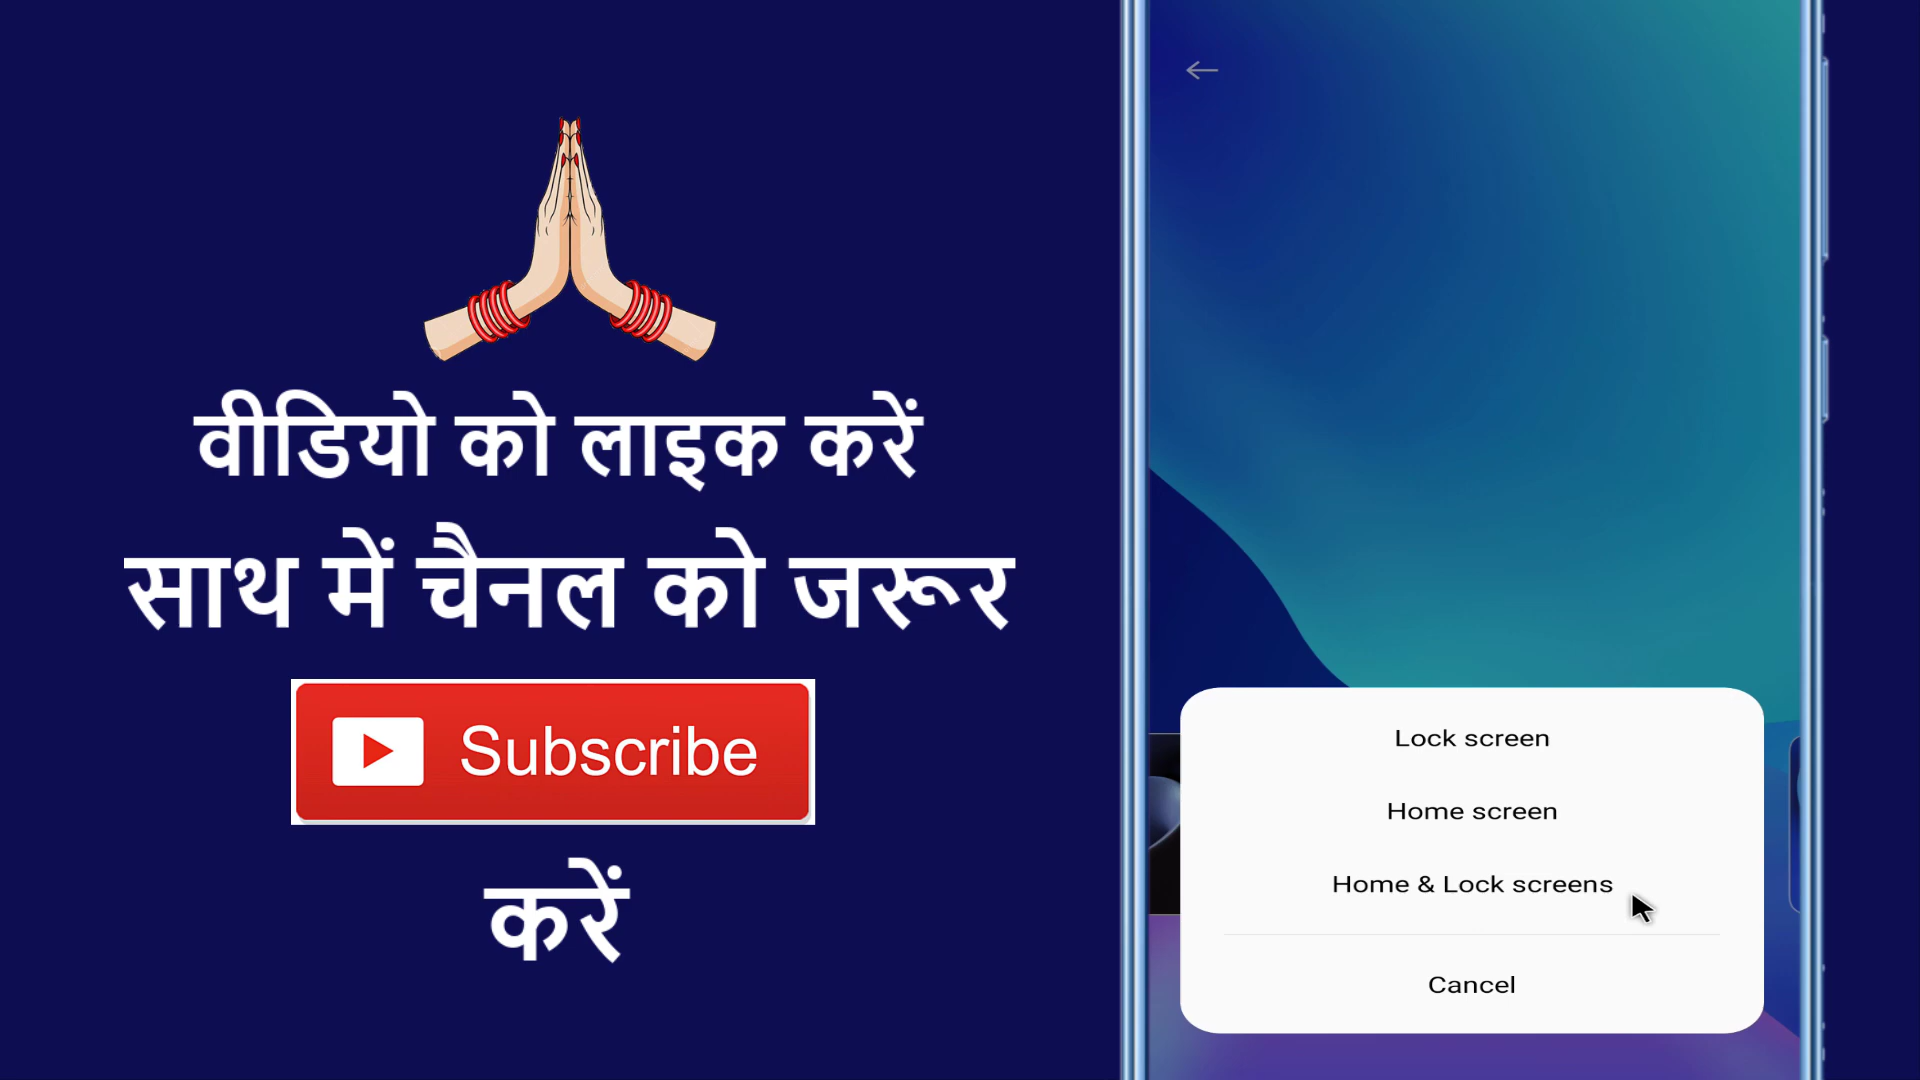 वीडियो को लाइक करें
साथ में चैनल को जरूर
Subscribe
करें
Lock screen
Home screen
Home & Lock screens
Cancel